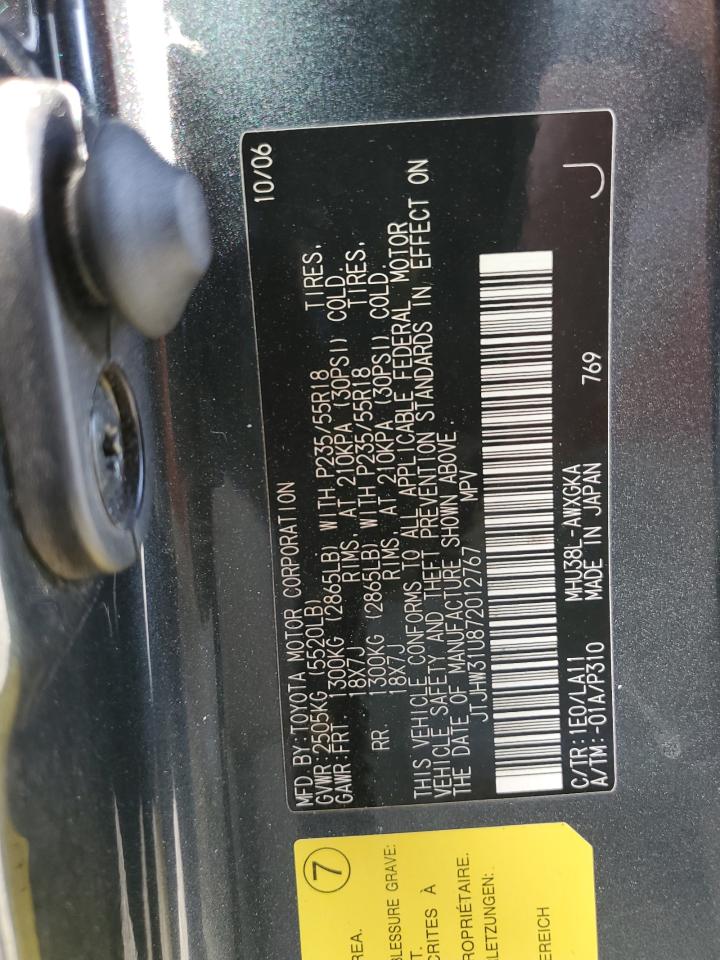 MFD. BY: TOYOTA MOTOR CORPORATION 10/06
GVWR: 2505KG (5520LB)
GAWR: FRT. 1300KG (2865LB) WITH P235/55R18 TIRES,
18X7J RIMS, AT 210KPA (30PSI) COLD
RR. 1300KG (2865LB) WITH P235/55R18 TIRES,
18X7J RIMS, AT 210KPA (30PSI) COLD.
THIS VEHICLE CONFORMS TO ALL APPLICABLE FEDERAL MOTOR
VEHICLE SAFETY AND THEFT PREVENTION STANDARDS IN EFFECT ON
THE DATE OF MANUFACTURE SHOWN ABOVE.
JTJHW31U872012767 MPV
C/TR: 1E0/LA11 MHU38L-AWXGKA
A/TM: -01A/P310 MADE IN JAPAN 769 J
7
REA.
BLESSURE GRAVE:
T.
CRITES À
ROPRIÉTAIRE.
LETZUNGEN:
EREICH